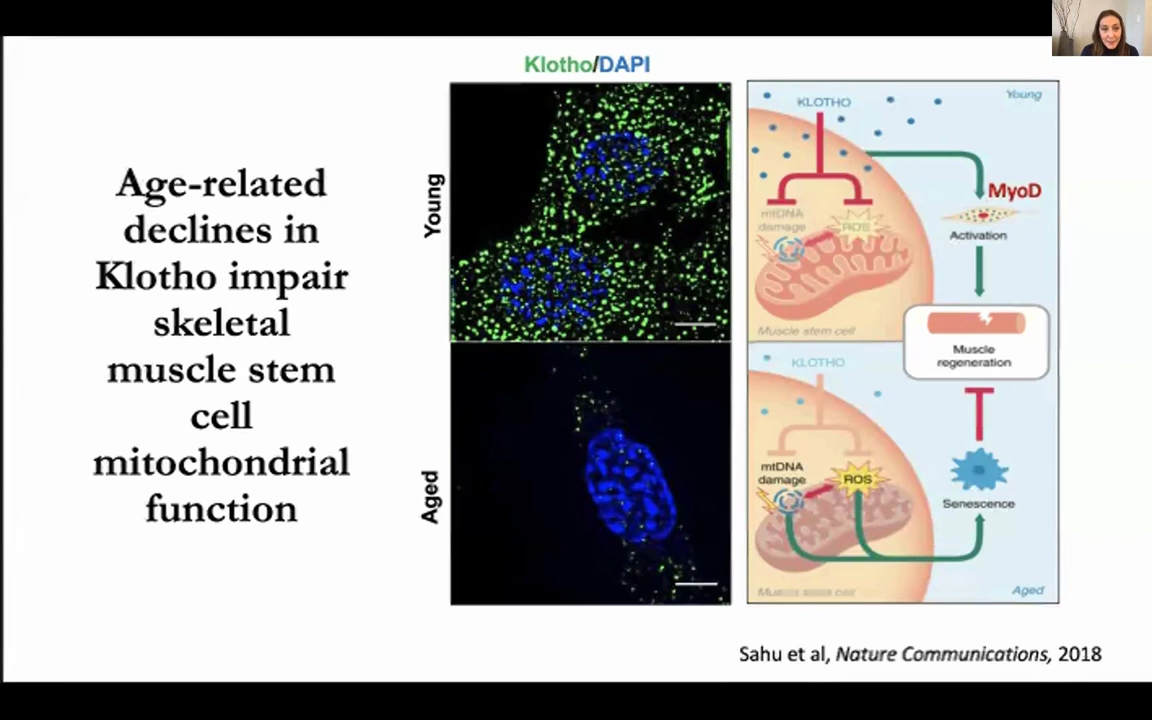 Age-related
declines in
Klotho impair
skeletal
muscle stem
cell
mitochondrial
function
Klotho/DAPI
Young
Aged
Young
KLOTHO
mtDNA
damage
ROS
MyoD
Activation
Muscle stem cell
Muscle
regeneration
KLOTHO
mtDNA
damage
ROS
Senescence
Muscle stem cell
Aged
Sahu et al, Nature Communications, 2018